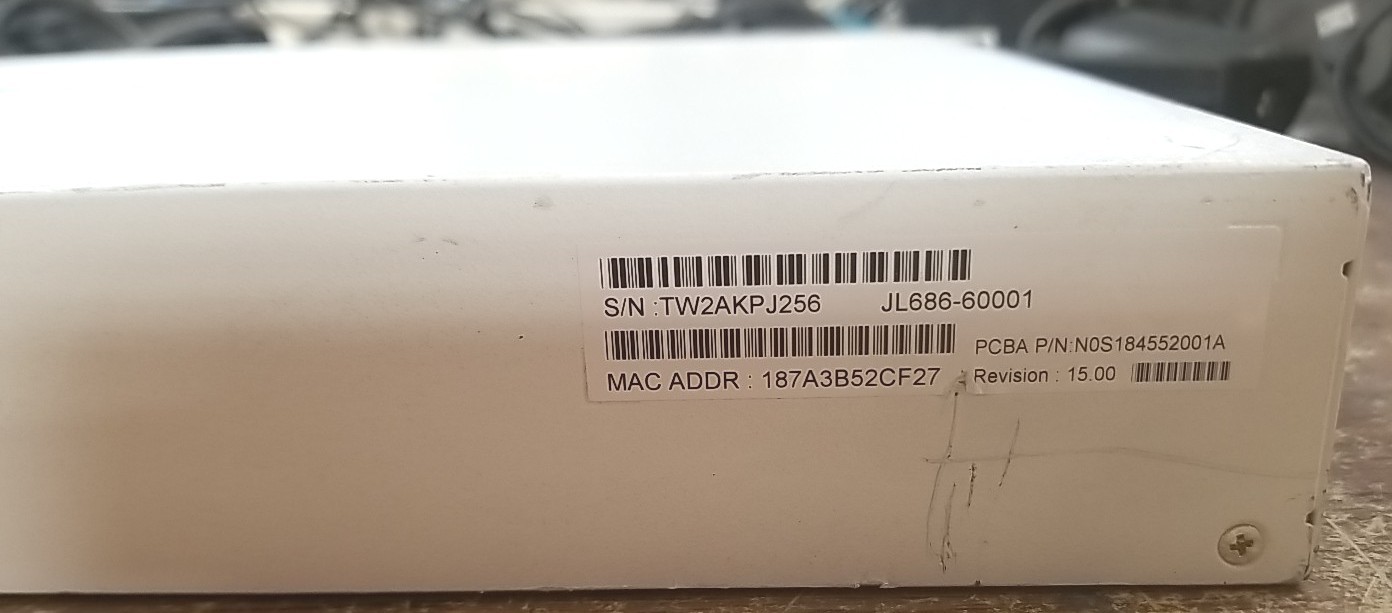 S/N :TW2AKPJ256 JL686-60001
PCBA P/N:N0S184552001A
MAC ADDR : 187A3B52CF27 Revision : 15.00